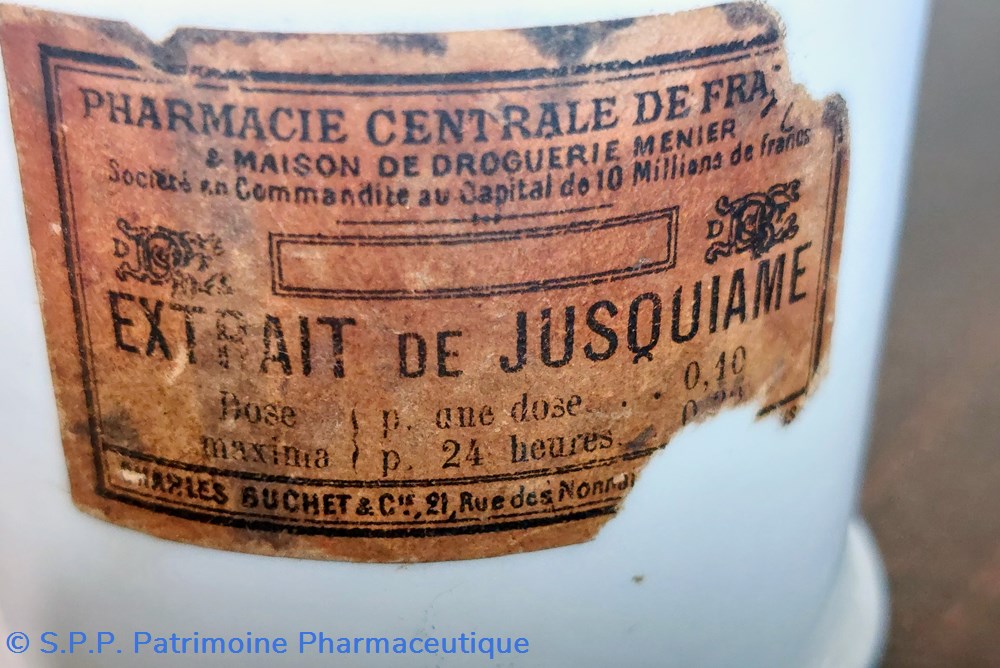 PHARMACIE CENTRALE DE FRA
& MAISON DE DROGUERIE MENIER
Société en Commandite au Capital de 10 Millions de francs
EXTRAIT DE JUSQUIAME
Dose { p. une dose. . . 0,10
maxima { p. 24 heures.
CHARLES BUCHET & Cie, 21, Rue des Nonna
© S.P.P. Patrimoine Pharmaceutique